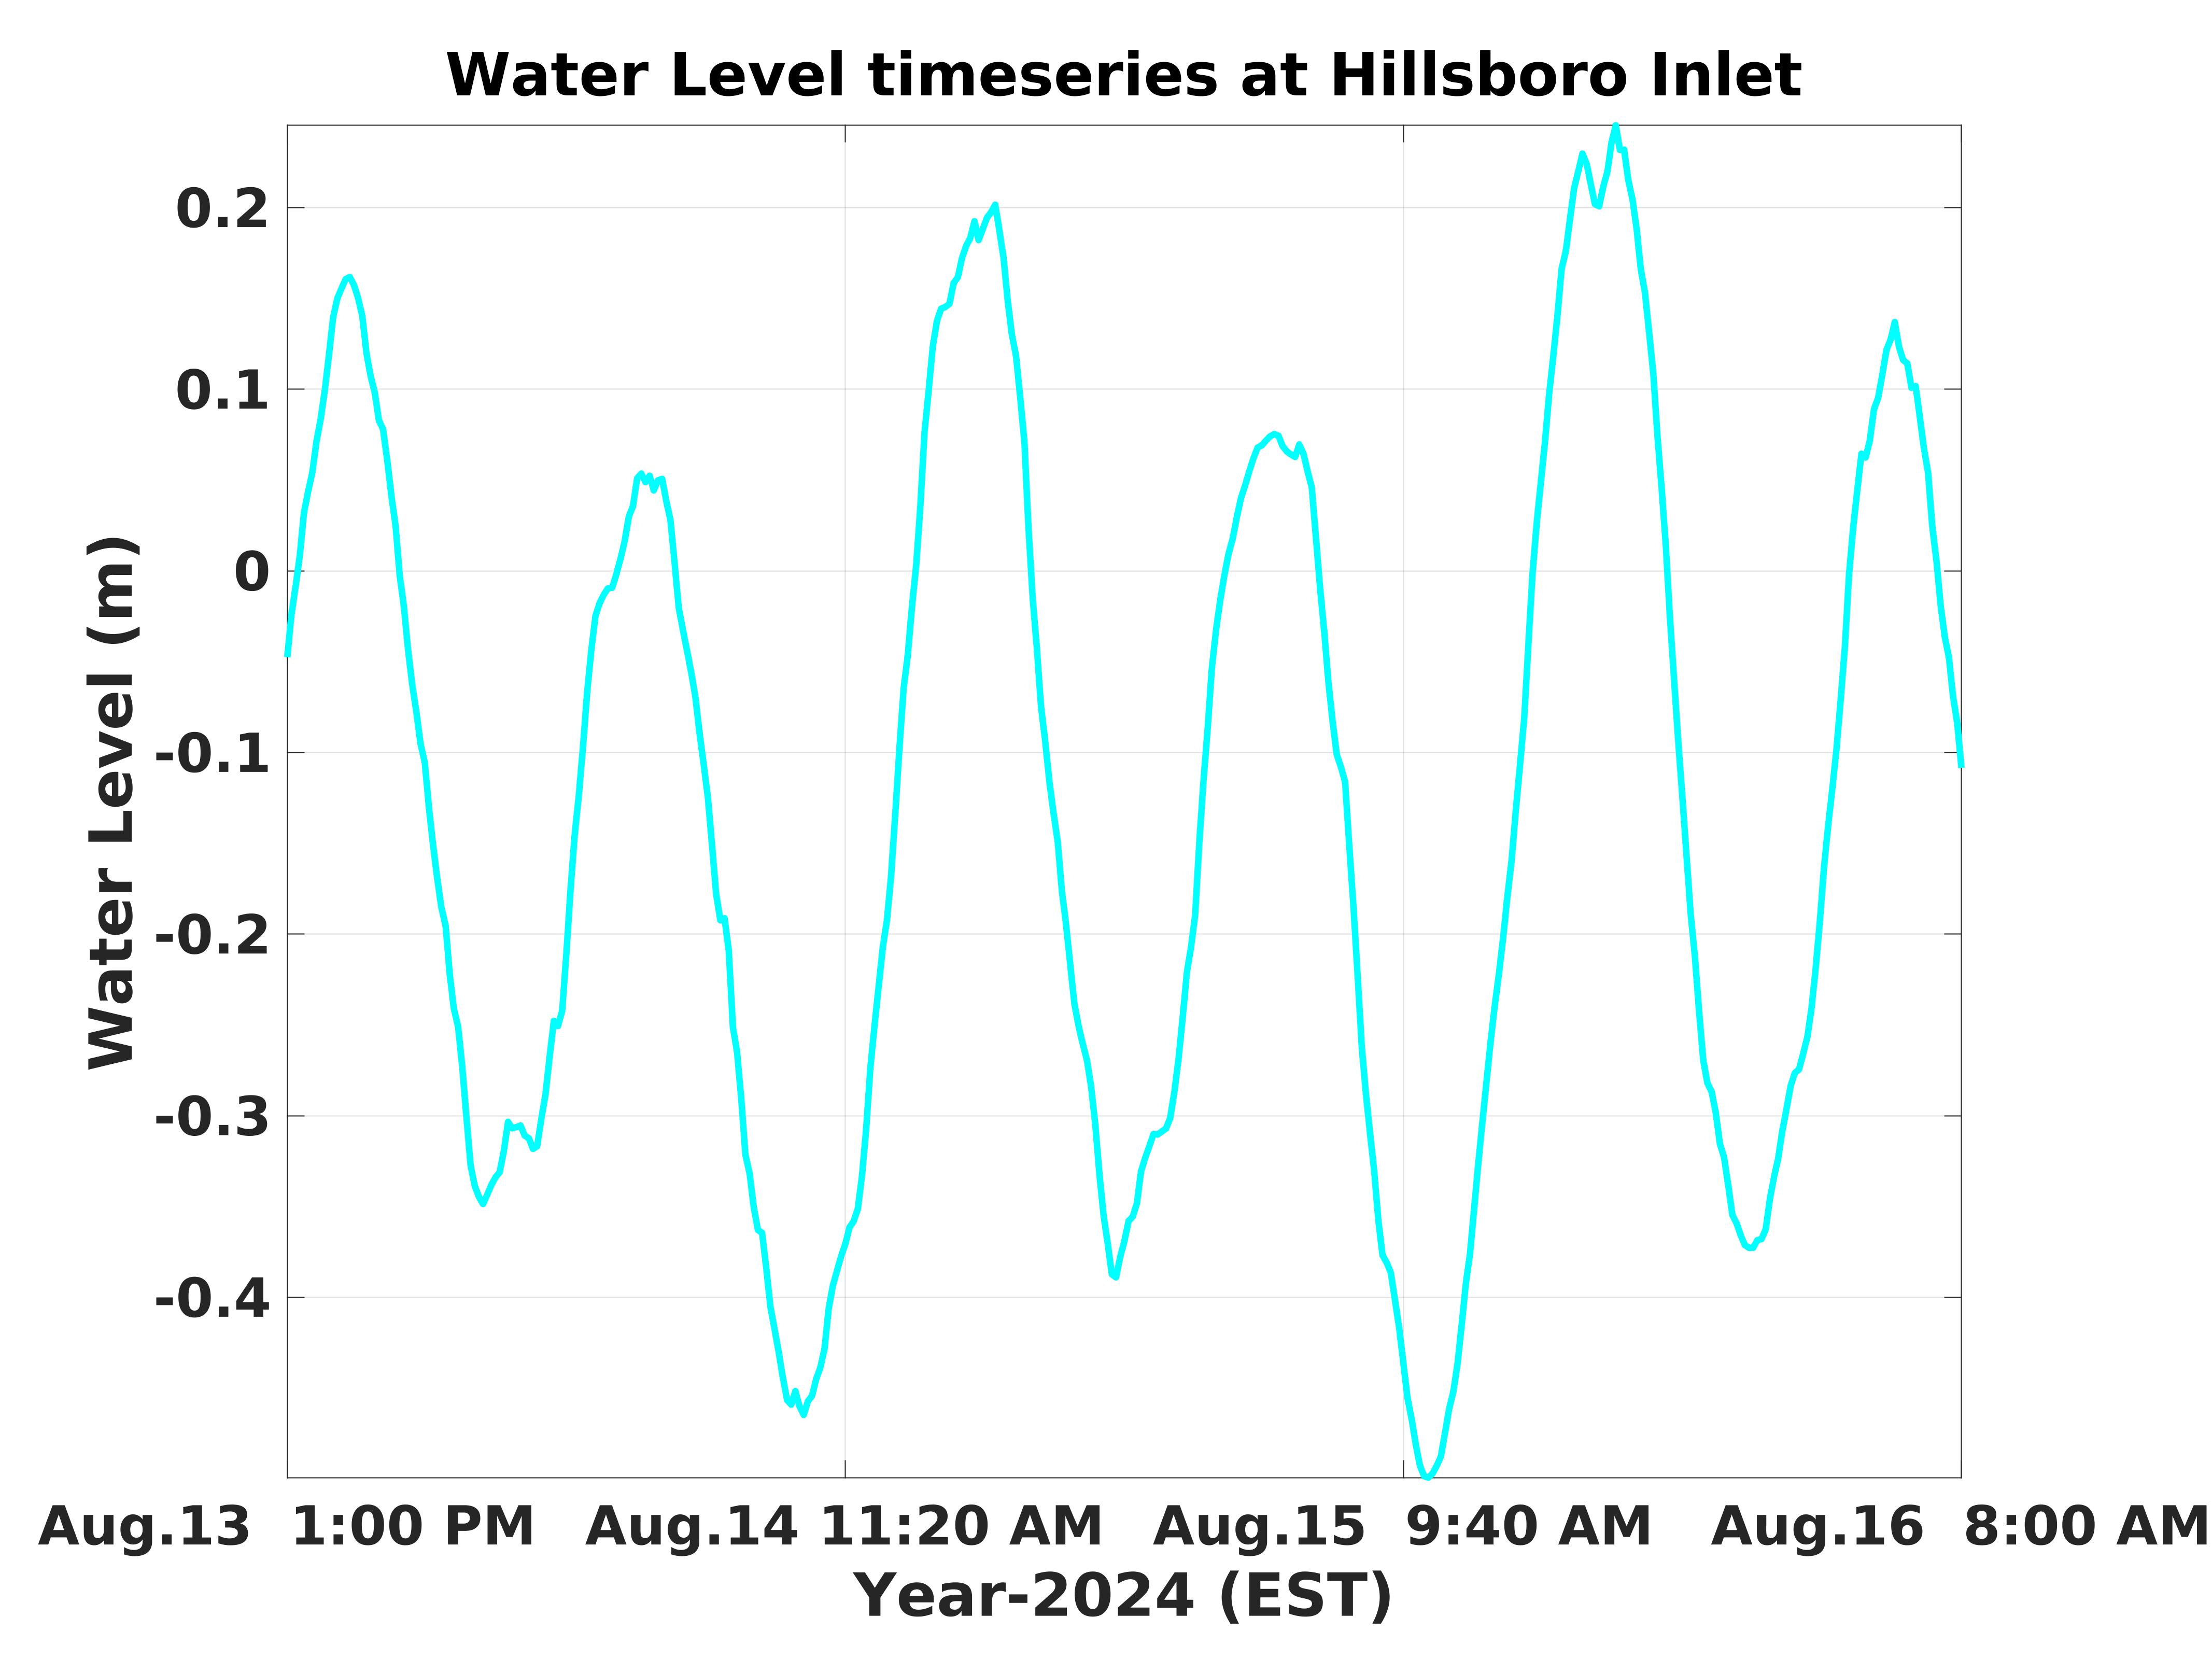 Water Level timeseries at Hillsboro Inlet
Water Level (m)
0.2
0.1
0
-0.1
-0.2
-0.3
-0.4
Aug.13 1:00 PM Aug.14 11:20 AM Aug.15 9:40 AM Aug.16 8:00 AM
Year-2024 (EST)